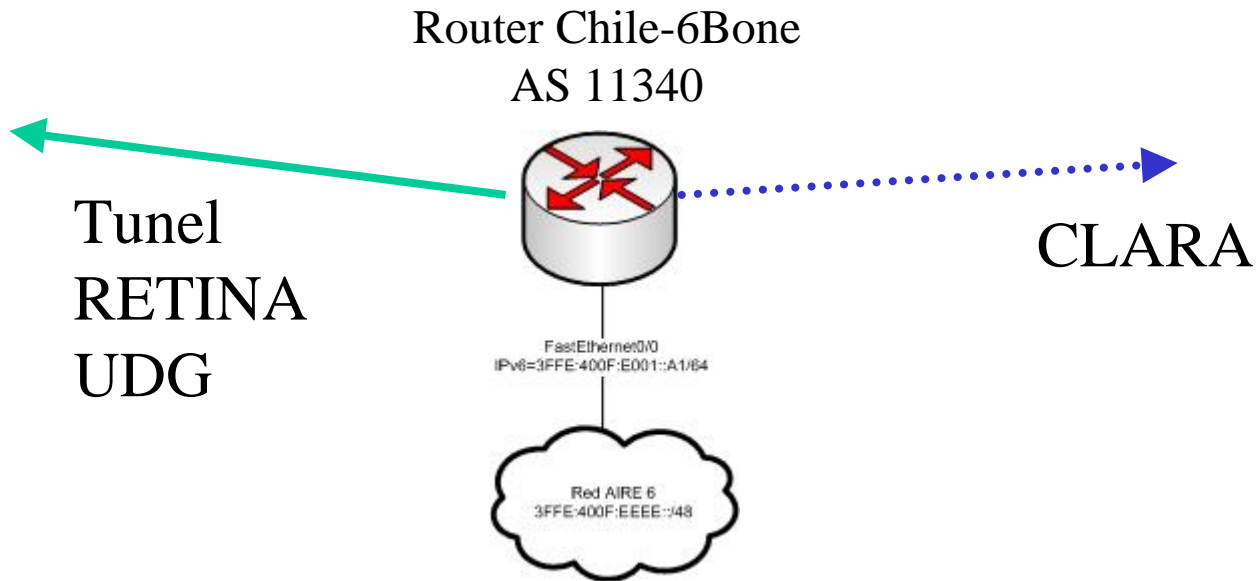 Router Chile-6Bone
AS 11340
Tunel
RETINA
UDG
CLARA
FastEthernet0/0
IPv6=3FFE:400F:E001::A1/64
Red AIRE 6
3FFE:400F:EEEE::/48